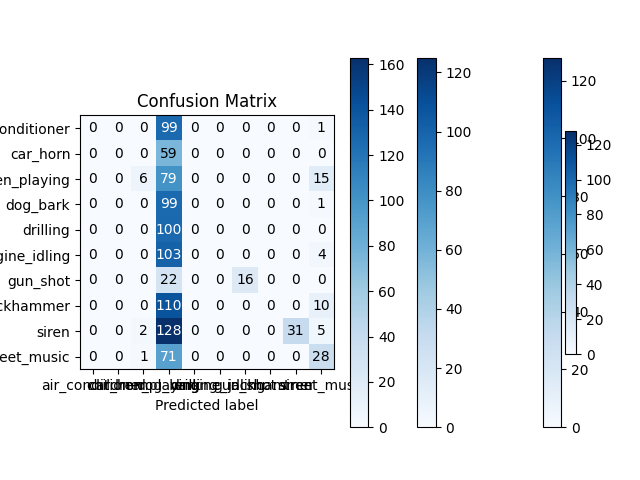 Confusion Matrix
onditioner 0 0 0 99 0 0 0 0 0 1
car_horn 0 0 0 59 0 0 0 0 0 0
en_playing 0 0 6 79 0 0 0 0 0 15
dog_bark 0 0 0 99 0 0 0 0 0 1
drilling 0 0 0 100 0 0 0 0 0 0
gine_idling 0 0 0 103 0 0 0 0 0 4
gun_shot 0 0 0 22 0 0 16 0 0 0
ckhammer 0 0 0 110 0 0 0 0 0 10
siren 0 0 2 128 0 0 0 0 31 5
eet_music 0 0 1 71 0 0 0 0 0 28
Predicted label
160
140
120
100
80
60
40
20
0
120
100
80
60
40
20
0
120
20
0
120
100
80
60
40
20
0